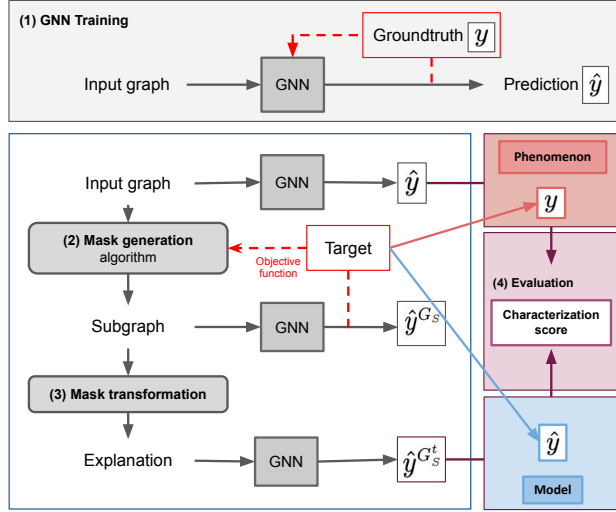 (1) GNN Training
Groundtruth y
Input graph
GNN
Prediction ŷ
Input graph
GNN
ŷ
Phenomenon
y
(2) Mask generation
algorithm
Objective
function
Target
(4) Evaluation
Characterization
score
Subgraph
GNN
ŷ^{G_S}
(3) Mask transformation
Explanation
GNN
ŷ^{G_S^t}
ŷ
Model